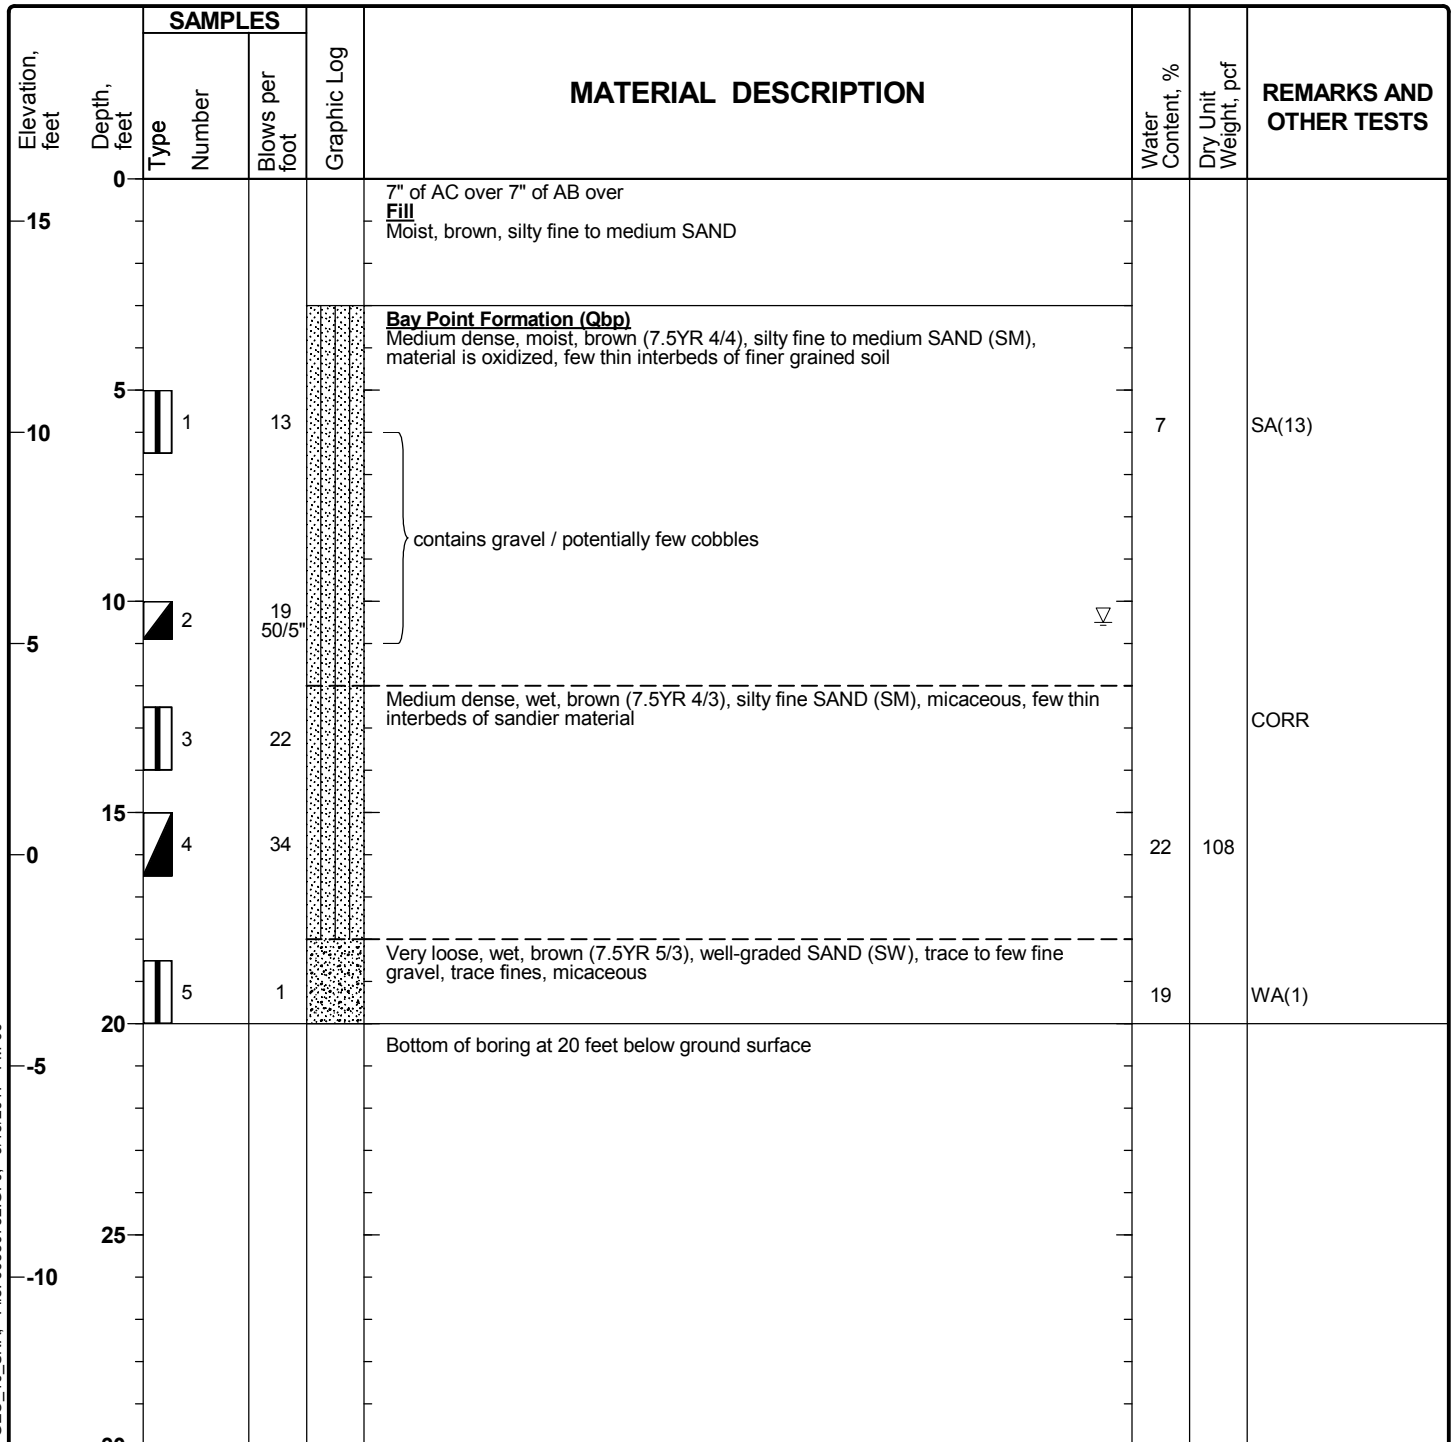 SAMPLES
Elevation, feet
Depth, feet
Type
Number
Blows per foot
Graphic Log
MATERIAL DESCRIPTION
Water Content, %
Dry Unit Weight, pcf
REMARKS AND
OTHER TESTS
0
7" of AC over 7" of AB over
15
Fill
Moist, brown, silty fine to medium SAND
Bay Point Formation (Qbp)
Medium dense, moist, brown (7.5YR 4/4), silty fine to medium SAND (SM),
material is oxidized, few thin interbeds of finer grained soil
5
10
1
13
7
SA(13)
contains gravel / potentially few cobbles
10
2
19
50/5"
5
Medium dense, wet, brown (7.5YR 4/3), silty fine SAND (SM), micaceous, few thin
interbeds of sandier material
3
22
CORR
15
4
34
22
108
0
Very loose, wet, brown (7.5YR 5/3), well-graded SAND (SW), trace to few fine
gravel, trace fines, micaceous
5
1
19
WA(1)
20
Bottom of boring at 20 feet below ground surface
-5
25
-10